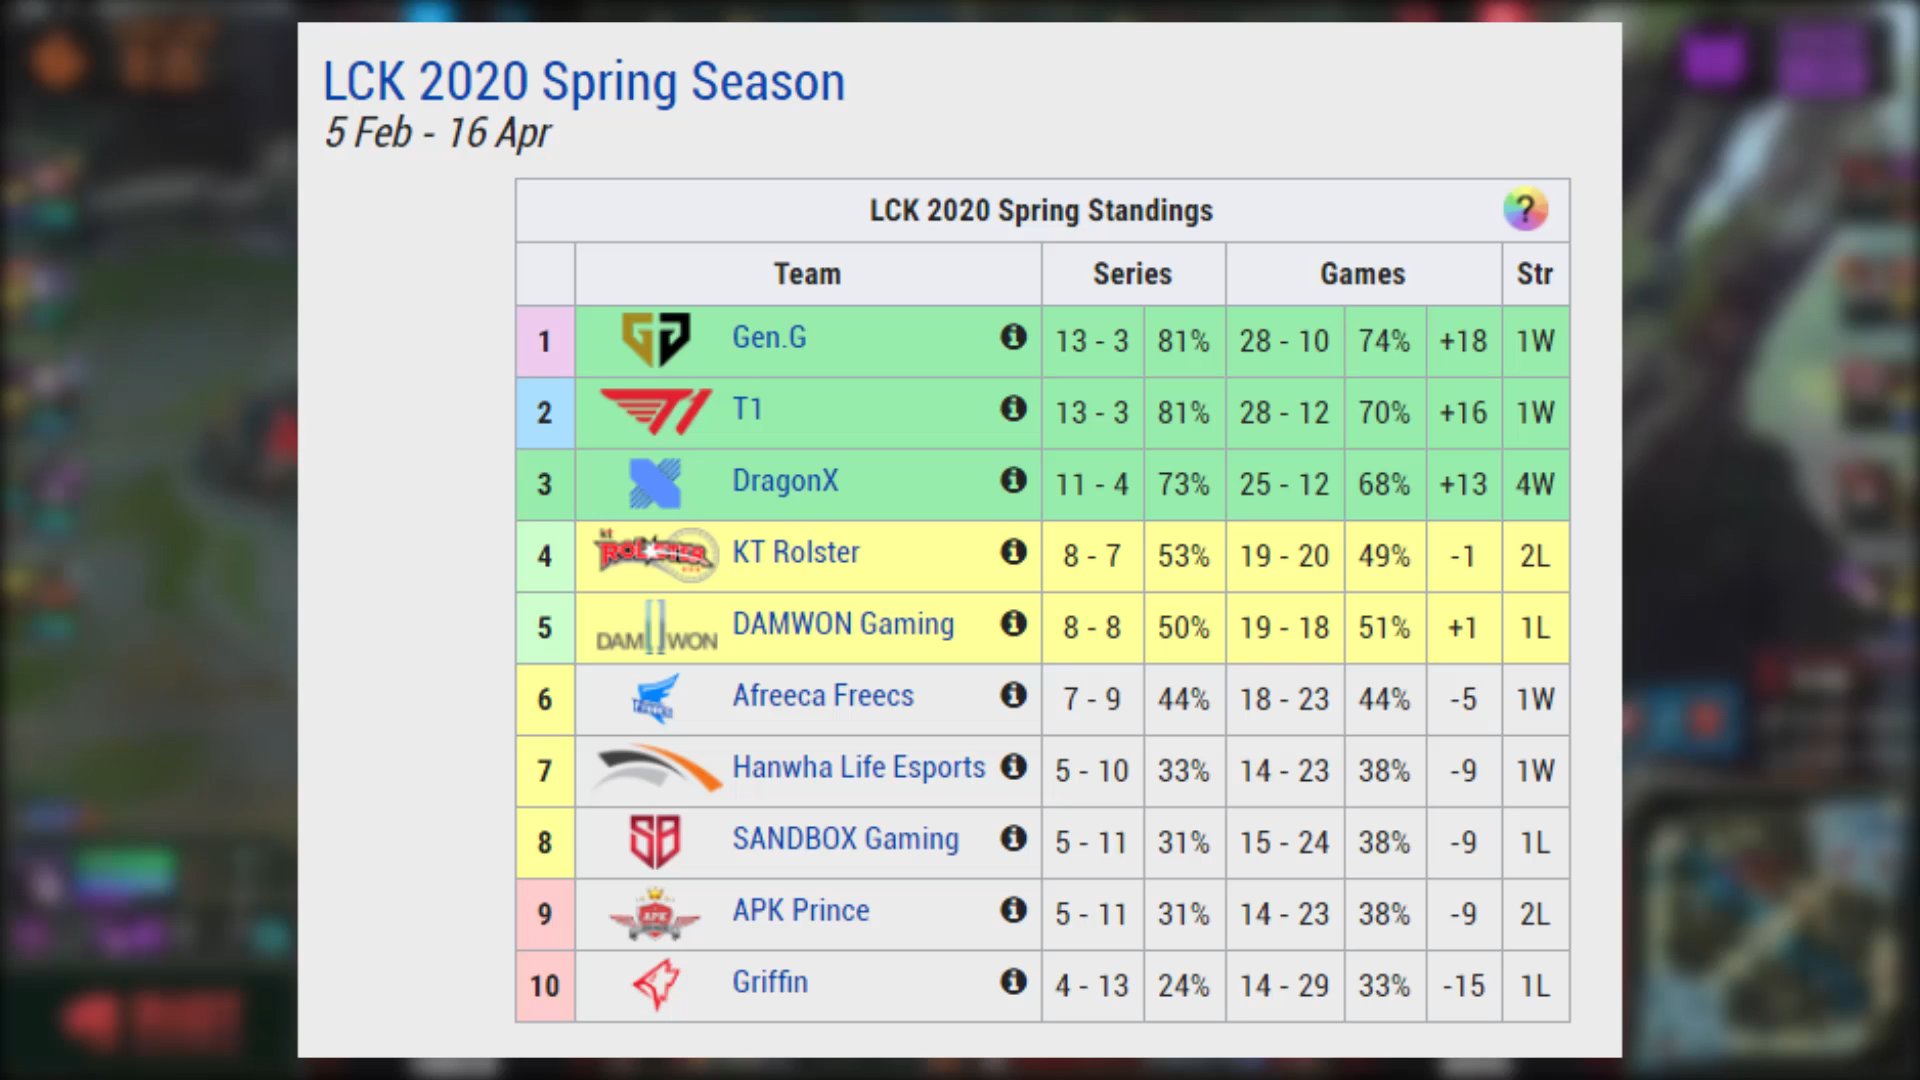 LCK 2020 Spring Season
5 Feb - 16 Apr
LCK 2020 Spring Standings ?
Team Series Games Str
1 Gen.G 13 - 3 81% 28 - 10 74% +18 1W
2 T1 T1 13 - 3 81% 28 - 12 70% +16 1W
3 DragonX 11 - 4 73% 25 - 12 68% +13 4W
4 kt ROLSTER KT Rolster 8 - 7 53% 19 - 20 49% -1 2L
5 DAMWON DAMWON Gaming 8 - 8 50% 19 - 18 51% +1 1L
6 Afreeca Freecs 7 - 9 44% 18 - 23 44% -5 1W
7 Hanwha Life Esports 5 - 10 33% 14 - 23 38% -9 1W
8 SB SANDBOX Gaming 5 - 11 31% 15 - 24 38% -9 1L
9 APK APK Prince 5 - 11 31% 14 - 23 38% -9 2L
10 Griffin 4 - 13 24% 14 - 29 33% -15 1L